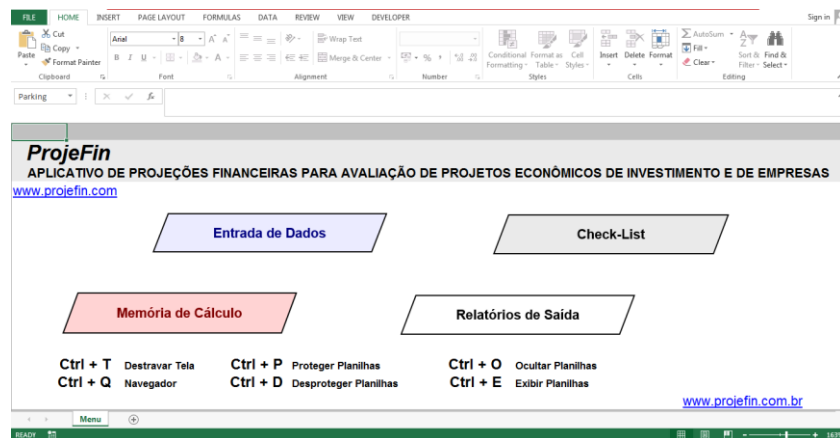 FILE HOME INSERT PAGE LAYOUT FORMULAS DATA REVIEW VIEW DEVELOPER Sign in
Cut
Copy
Format Painter
Paste
Arial 8
B I U
Wrap Text
Merge & Center
% ,
Conditional Formatting
Format as Table
Cell Styles
Insert Delete Format
AutoSum
Fill
Clear
Sort & Filter
Find & Select
Clipboard Font Alignment Number Styles Cells Editing
Parking fx
ProjeFin
APLICATIVO DE PROJEÇÕES FINANCEIRAS PARA AVALIAÇÃO DE PROJETOS ECONÔMICOS DE INVESTIMENTO E DE EMPRESAS
www.projefin.com
Entrada de Dados Check-List
Memória de Cálculo Relatórios de Saída
Ctrl + T Destravar Tela Ctrl + P Proteger Planilhas Ctrl + O Ocultar Planilhas
Ctrl + Q Navegador Ctrl + D Desproteger Planilhas Ctrl + E Exibir Planilhas
www.projefin.com.br
Menu
READY